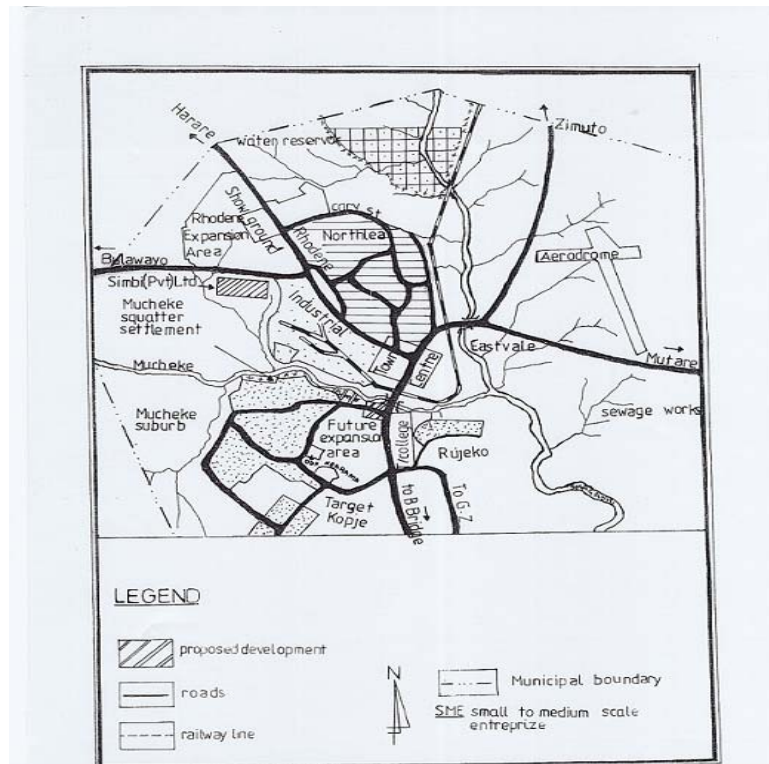 Harare
Zimuto
Water reservo
cary st
Show ground
Rhodene
Expansion
Area
Rhodene
Northlea
Bulawayo
Aerodrome
Simbi(Pvt)Ltd
Mucheke
squatter
settlement
Industrial
Town
Centre
Eastvale
Mutare
Mucheke
Mucheke
suburb
Future
expansion
area
T/college
Rújeko
sewage works
Target
Kopje
to B Bridge
To G.Z
LEGEND
proposed development
roads
railway line
N
Municipal boundary
SME small to medium scale
entreprize